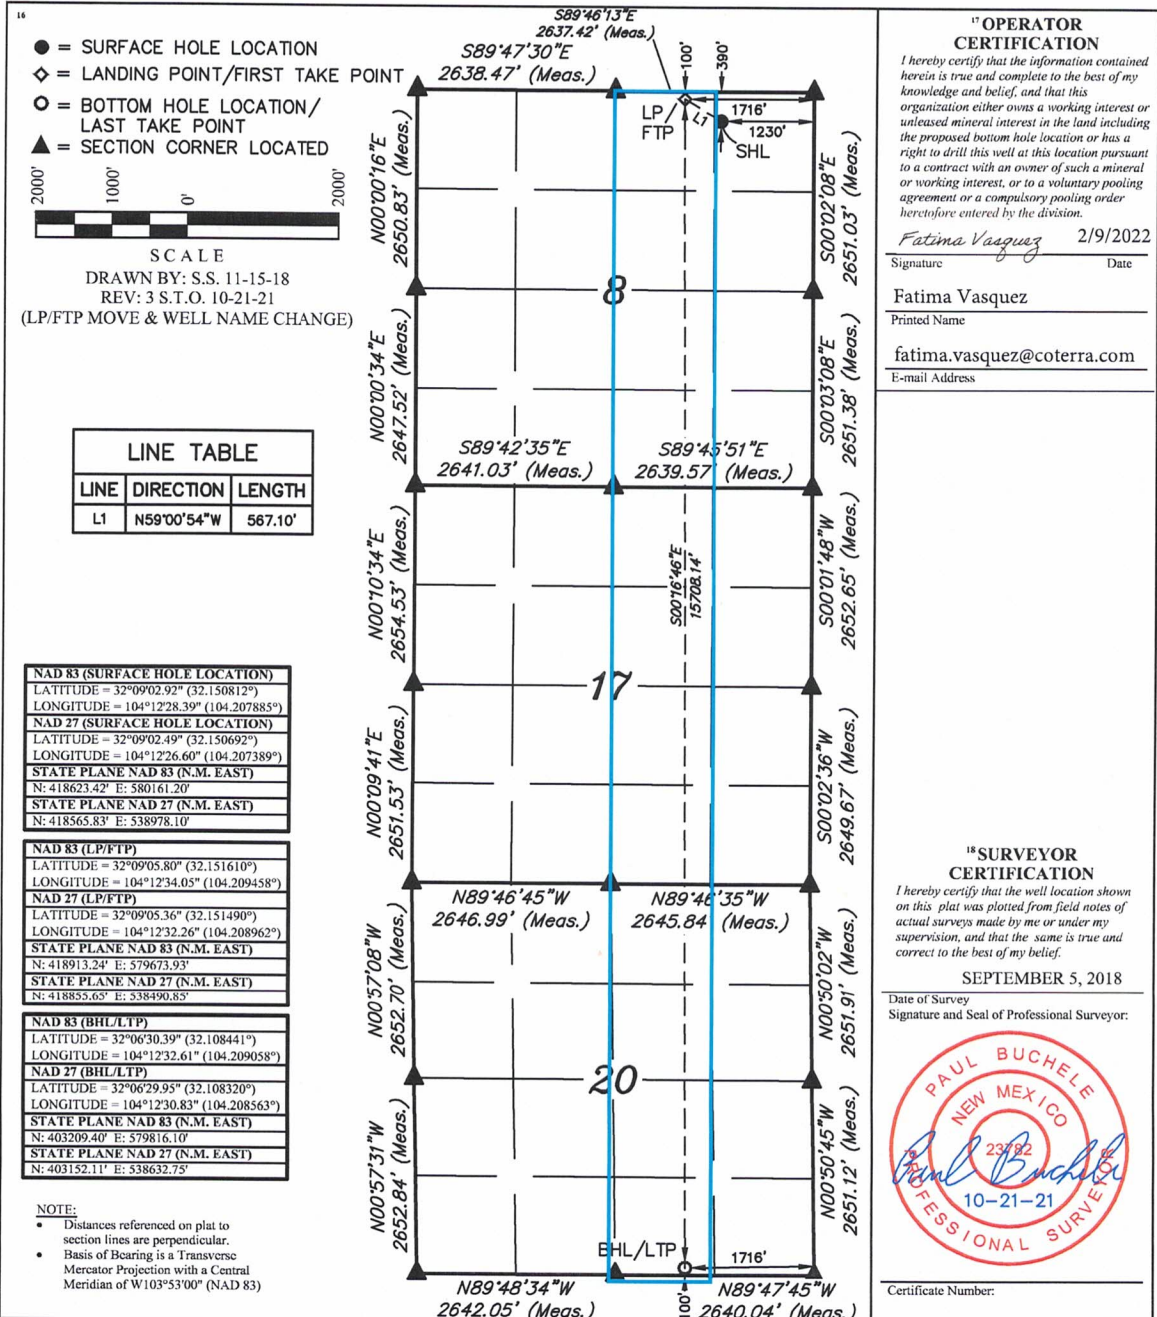 16
● = SURFACE HOLE LOCATION
◇ = LANDING POINT/FIRST TAKE POINT
○ = BOTTOM HOLE LOCATION/
LAST TAKE POINT
▲ = SECTION CORNER LOCATED
2000'
1000'
0'
2000'
SCALE
DRAWN BY: S.S. 11-15-18
REV: 3 S.T.O. 10-21-21
(LP/FTP MOVE & WELL NAME CHANGE)
LINE TABLE
LINE DIRECTION LENGTH
L1 N59°00'54"W 567.10'
NAD 83 (SURFACE HOLE LOCATION)
LATITUDE = 32°09'02.92" (32.150812°)
LONGITUDE = 104°12'28.39" (104.207885°)
NAD 27 (SURFACE HOLE LOCATION)
LATITUDE = 32°09'02.49" (32.150692°)
LONGITUDE = 104°12'26.60" (104.207389°)
STATE PLANE NAD 83 (N.M. EAST)
N: 418623.42' E: 580161.20'
STATE PLANE NAD 27 (N.M. EAST)
N: 418565.83' E: 538978.10'
NAD 83 (LP/FTP)
LATITUDE = 32°09'05.80" (32.151610°)
LONGITUDE = 104°12'34.05" (104.209458°)
NAD 27 (LP/FTP)
LATITUDE = 32°09'05.36" (32.151490°)
LONGITUDE = 104°12'32.26" (104.208962°)
STATE PLANE NAD 83 (N.M. EAST)
N: 418913.24' E: 579673.93'
STATE PLANE NAD 27 (N.M. EAST)
N: 418855.65' E: 538490.85'
NAD 83 (BHL/LTP)
LATITUDE = 32°06'30.39" (32.108441°)
LONGITUDE = 104°12'32.61" (104.209058°)
NAD 27 (BHL/LTP)
LATITUDE = 32°06'29.95" (32.108320°)
LONGITUDE = 104°12'30.83" (104.208563°)
STATE PLANE NAD 83 (N.M. EAST)
N: 403209.40' E: 579816.10'
STATE PLANE NAD 27 (N.M. EAST)
N: 403152.11' E: 538632.75'
NOTE:
• Distances referenced on plat to
section lines are perpendicular.
• Basis of Bearing is a Transverse
Mercator Projection with a Central
Meridian of W103°53'00" (NAD 83)
S89°46'13"E
2637.42' (Meas.)
S89°47'30"E
2638.47' (Meas.)
100'
390'
1716'
LP/
FTP
L1
1230'
SHL
N00°00'16"E
2650.83' (Meas.)
S00°02'08"E
2651.03' (Meas.)
8
N00°00'34"E
2647.52' (Meas.)
S00°03'08"E
2651.38' (Meas.)
S89°42'35"E
2641.03' (Meas.)
S89°45'51"E
2639.57' (Meas.)
N00°10'34"E
2654.53' (Meas.)
S00°16'46"E
15708.14'
S00°01'48"W
2652.65' (Meas.)
17
N00°09'41"E
2651.53' (Meas.)
S00°02'36"W
2649.67' (Meas.)
N89°46'45"W
2646.99' (Meas.)
N89°46'35"W
2645.84' (Meas.)
N00°57'08"W
2652.70' (Meas.)
N00°50'02"W
2651.91' (Meas.)
20
N00°57'31"W
2652.84' (Meas.)
N00°50'45"W
2651.12' (Meas.)
BHL/LTP
1716'
N89°48'34"W
2642.05' (Meas.)
100'
N89°47'45"W
2640.04' (Meas.)
17 OPERATOR
CERTIFICATION
I hereby certify that the information contained
herein is true and complete to the best of my
knowledge and belief, and that this
organization either owns a working interest or
unleased mineral interest in the land including
the proposed bottom hole location or has a
right to drill this well at this location pursuant
to a contract with an owner of such a mineral
or working interest, or to a voluntary pooling
agreement or a compulsory pooling order
heretofore entered by the division.
Fatima Vasquez 2/9/2022
Signature Date
Fatima Vasquez
Printed Name
fatima.vasquez@coterra.com
E-mail Address
18 SURVEYOR
CERTIFICATION
I hereby certify that the well location shown
on this plat was plotted from field notes of
actual surveys made by me or under my
supervision, and that the same is true and
correct to the best of my belief.
SEPTEMBER 5, 2018
Date of Survey
Signature and Seal of Professional Surveyor:
PAUL BUCHELE
NEW MEXICO
23782
Paul Buchele
10-21-21
PROFESSIONAL SURVEYOR
Certificate Number: